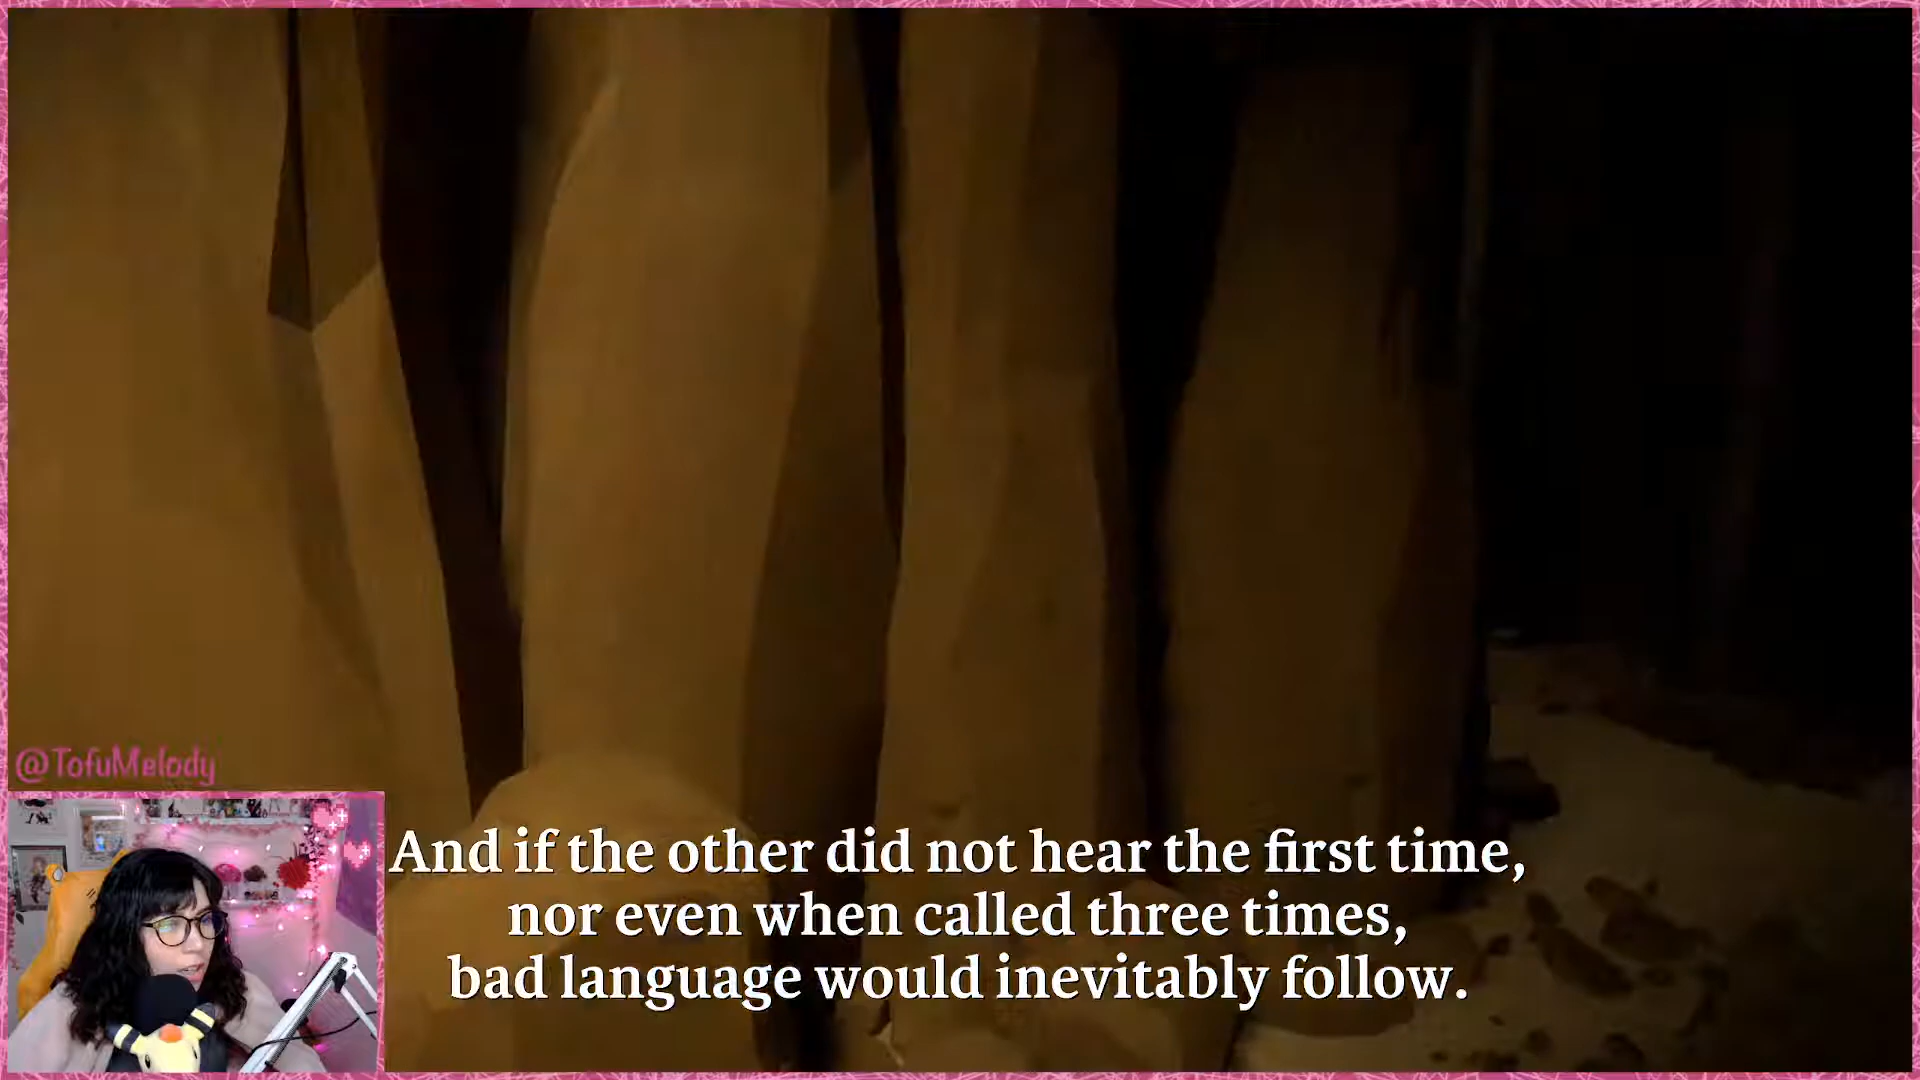 @TofuMelody
And if the other did not hear the first time,
nor even when called three times,
bad language would inevitably follow.